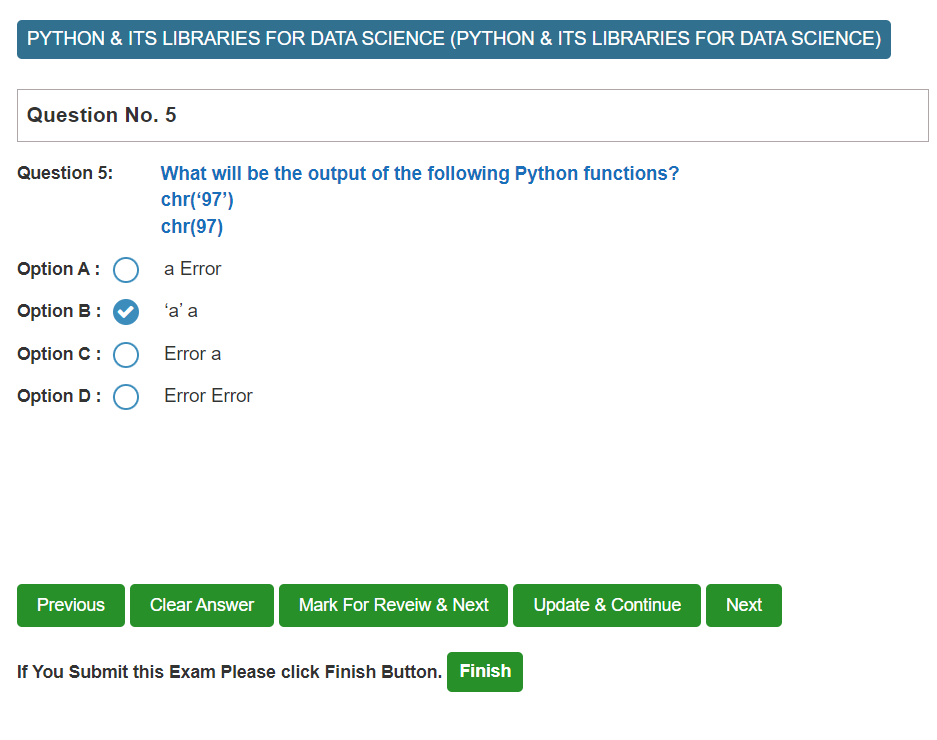 PYTHON & ITS LIBRARIES FOR DATA SCIENCE (PYTHON & ITS LIBRARIES FOR DATA SCIENCE)
Question No. 5
Question 5: What will be the output of the following Python functions?
chr(‘97’)
chr(97)
Option A : a Error
Option B : ‘a’ a
Option C : Error a
Option D : Error Error
Previous Clear Answer Mark For Reveiw & Next Update & Continue Next
If You Submit this Exam Please click Finish Button. Finish